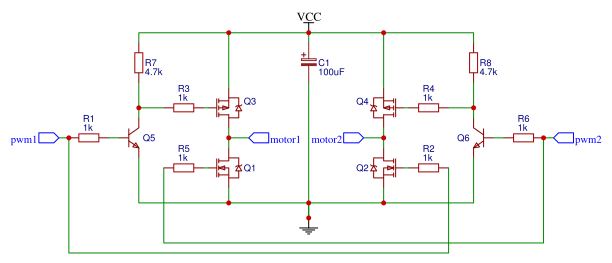 VCC
R7
4.7k
C1
100uF
R8
4.7k
R3
1k
Q3
Q4
R4
1k
pwm1
R1
1k
Q5
motor1
motor2
Q6
R6
1k
pwm2
R5
1k
Q1
Q2
R2
1k